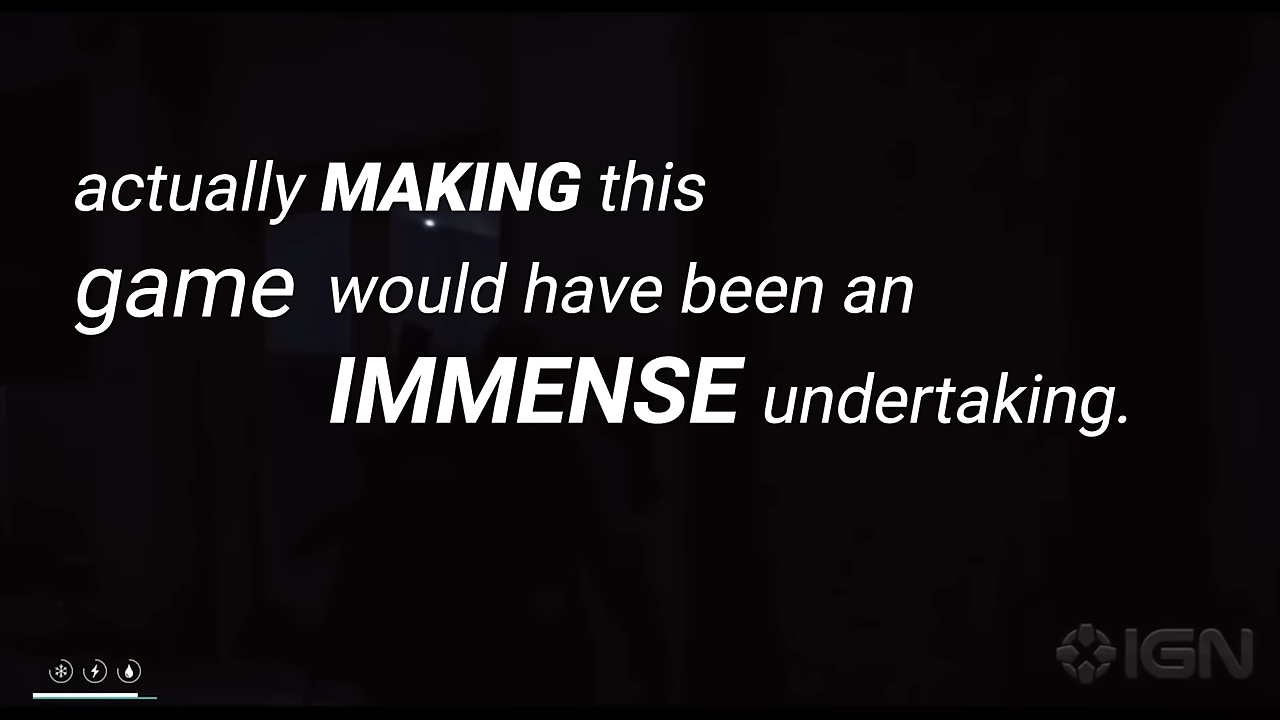 actually MAKING this
game would have been an
IMMENSE undertaking.
IGN